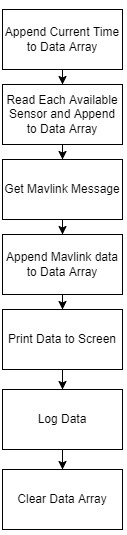 Append Current Time
to Data Array
Read Each Available
Sensor and Append
to Data Array
Get Mavlink Message
Append Mavlink data
to Data Array
Print Data to Screen
Log Data
Clear Data Array